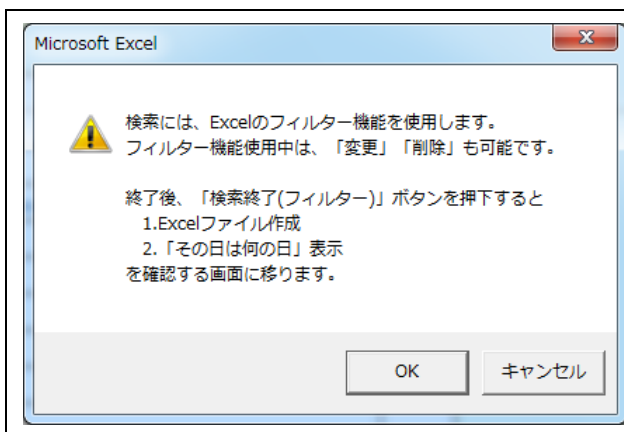 Microsoft Excel
検索には、Excelのフィルター機能を使用します。
フィルター機能使用中は、「変更」「削除」も可能です。
終了後、「検索終了(フィルター)」ボタンを押下すると
1.Excelファイル作成
2.「その日は何の日」表示
を確認する画面に移ります。
OK
キャンセル